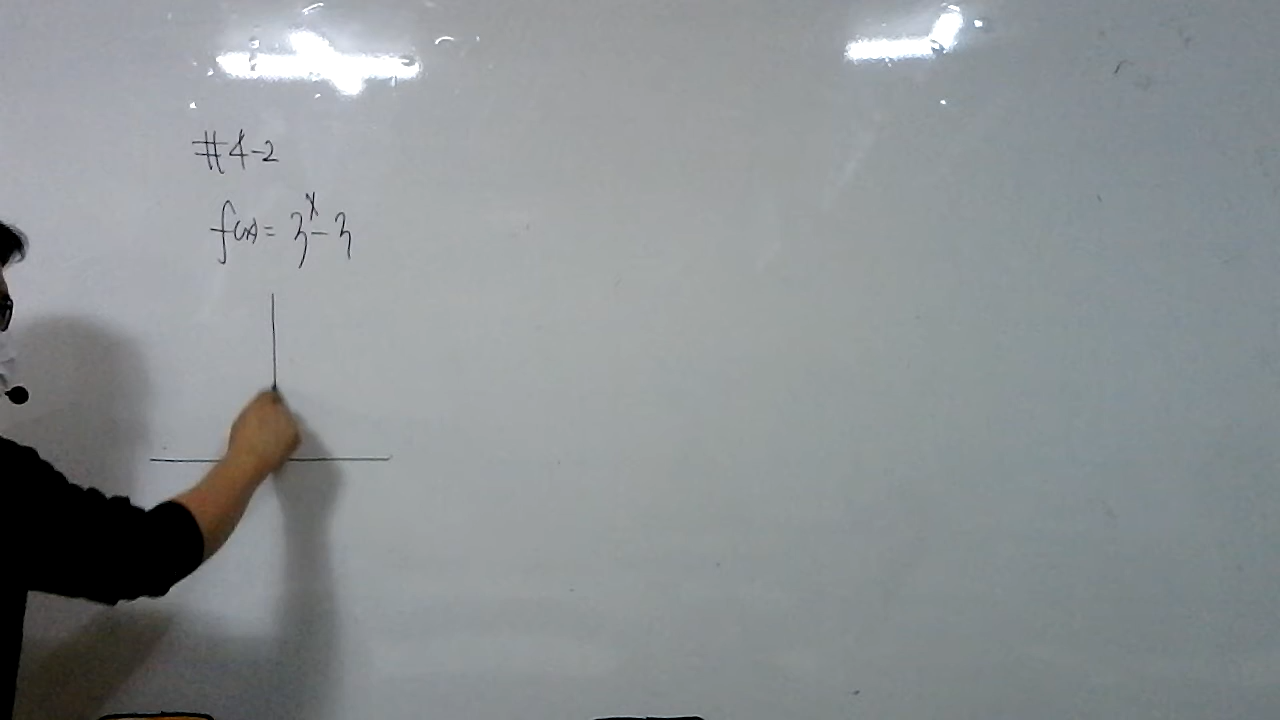 #4-2
f(x) = 3^x - 3